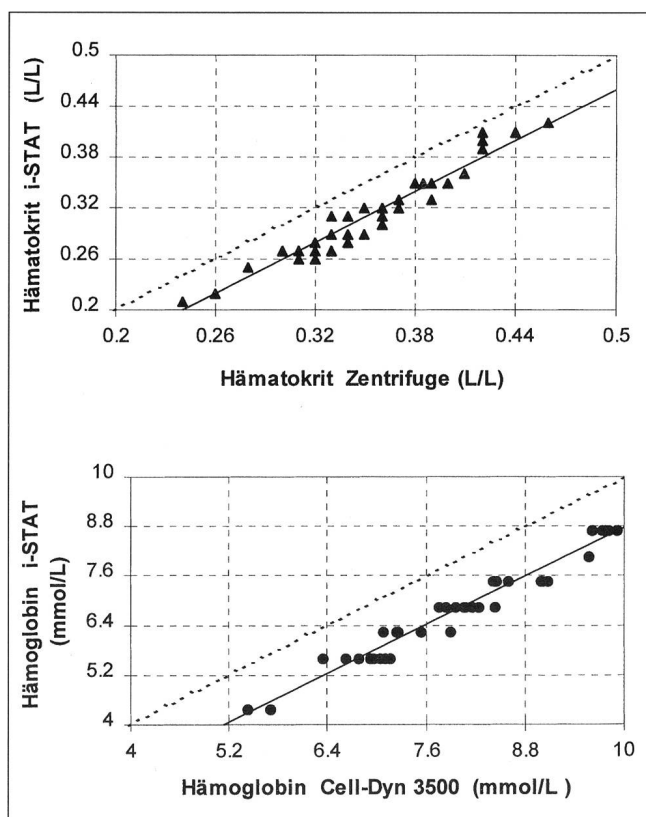 0.5
0.44
0.38
0.32
0.26
0.2
Hämatokrit i-STAT (L/L)
0.2 0.26 0.32 0.38 0.44 0.5
Hämatokrit Zentrifuge (L/L)
10
8.8
7.6
6.4
5.2
4
Hämoglobin i-STAT
(mmol/L)
4 5.2 6.4 7.6 8.8 10
Hämoglobin Cell-Dyn 3500 (mmol/L )